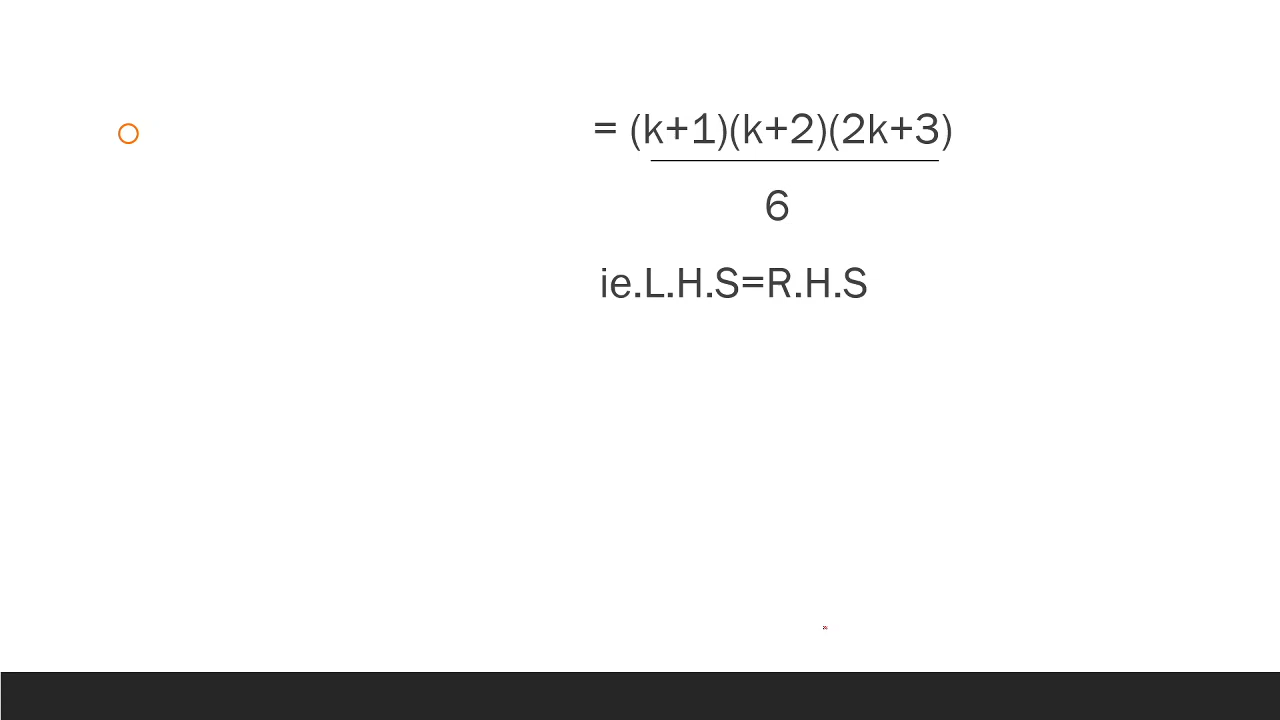 = (k+1)(k+2)(2k+3)
6
ie.L.H.S=R.H.S